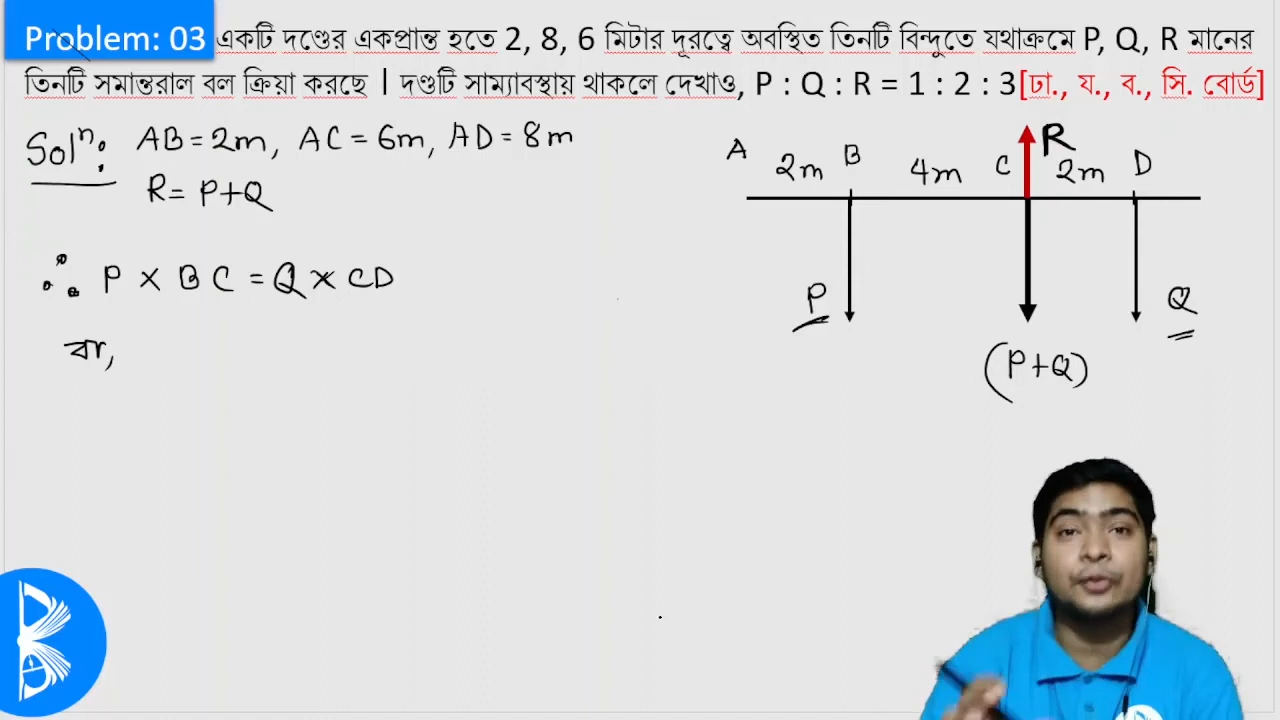 Problem: 03 একটি দণ্ডের একপ্রান্ত হতে 2, 8, 6 মিটার দূরত্বে অবস্থিত তিনটি বিন্দুতে যথাক্রমে P, Q, R মানের
তিনটি সমান্তরাল বল ক্রিয়া করছে। দণ্ডটি সাম্যাবস্থায় থাকলে দেখাও, P : Q : R = 1 : 2 : 3[ঢা., য., ব., সি. বোর্ড]
Solⁿ: AB = 2m, AC = 6m, AD = 8m
R = P+Q
∴ P × BC = Q × CD
বা,
R
A 2m B 4m C 2m D
P Q
(P+Q)